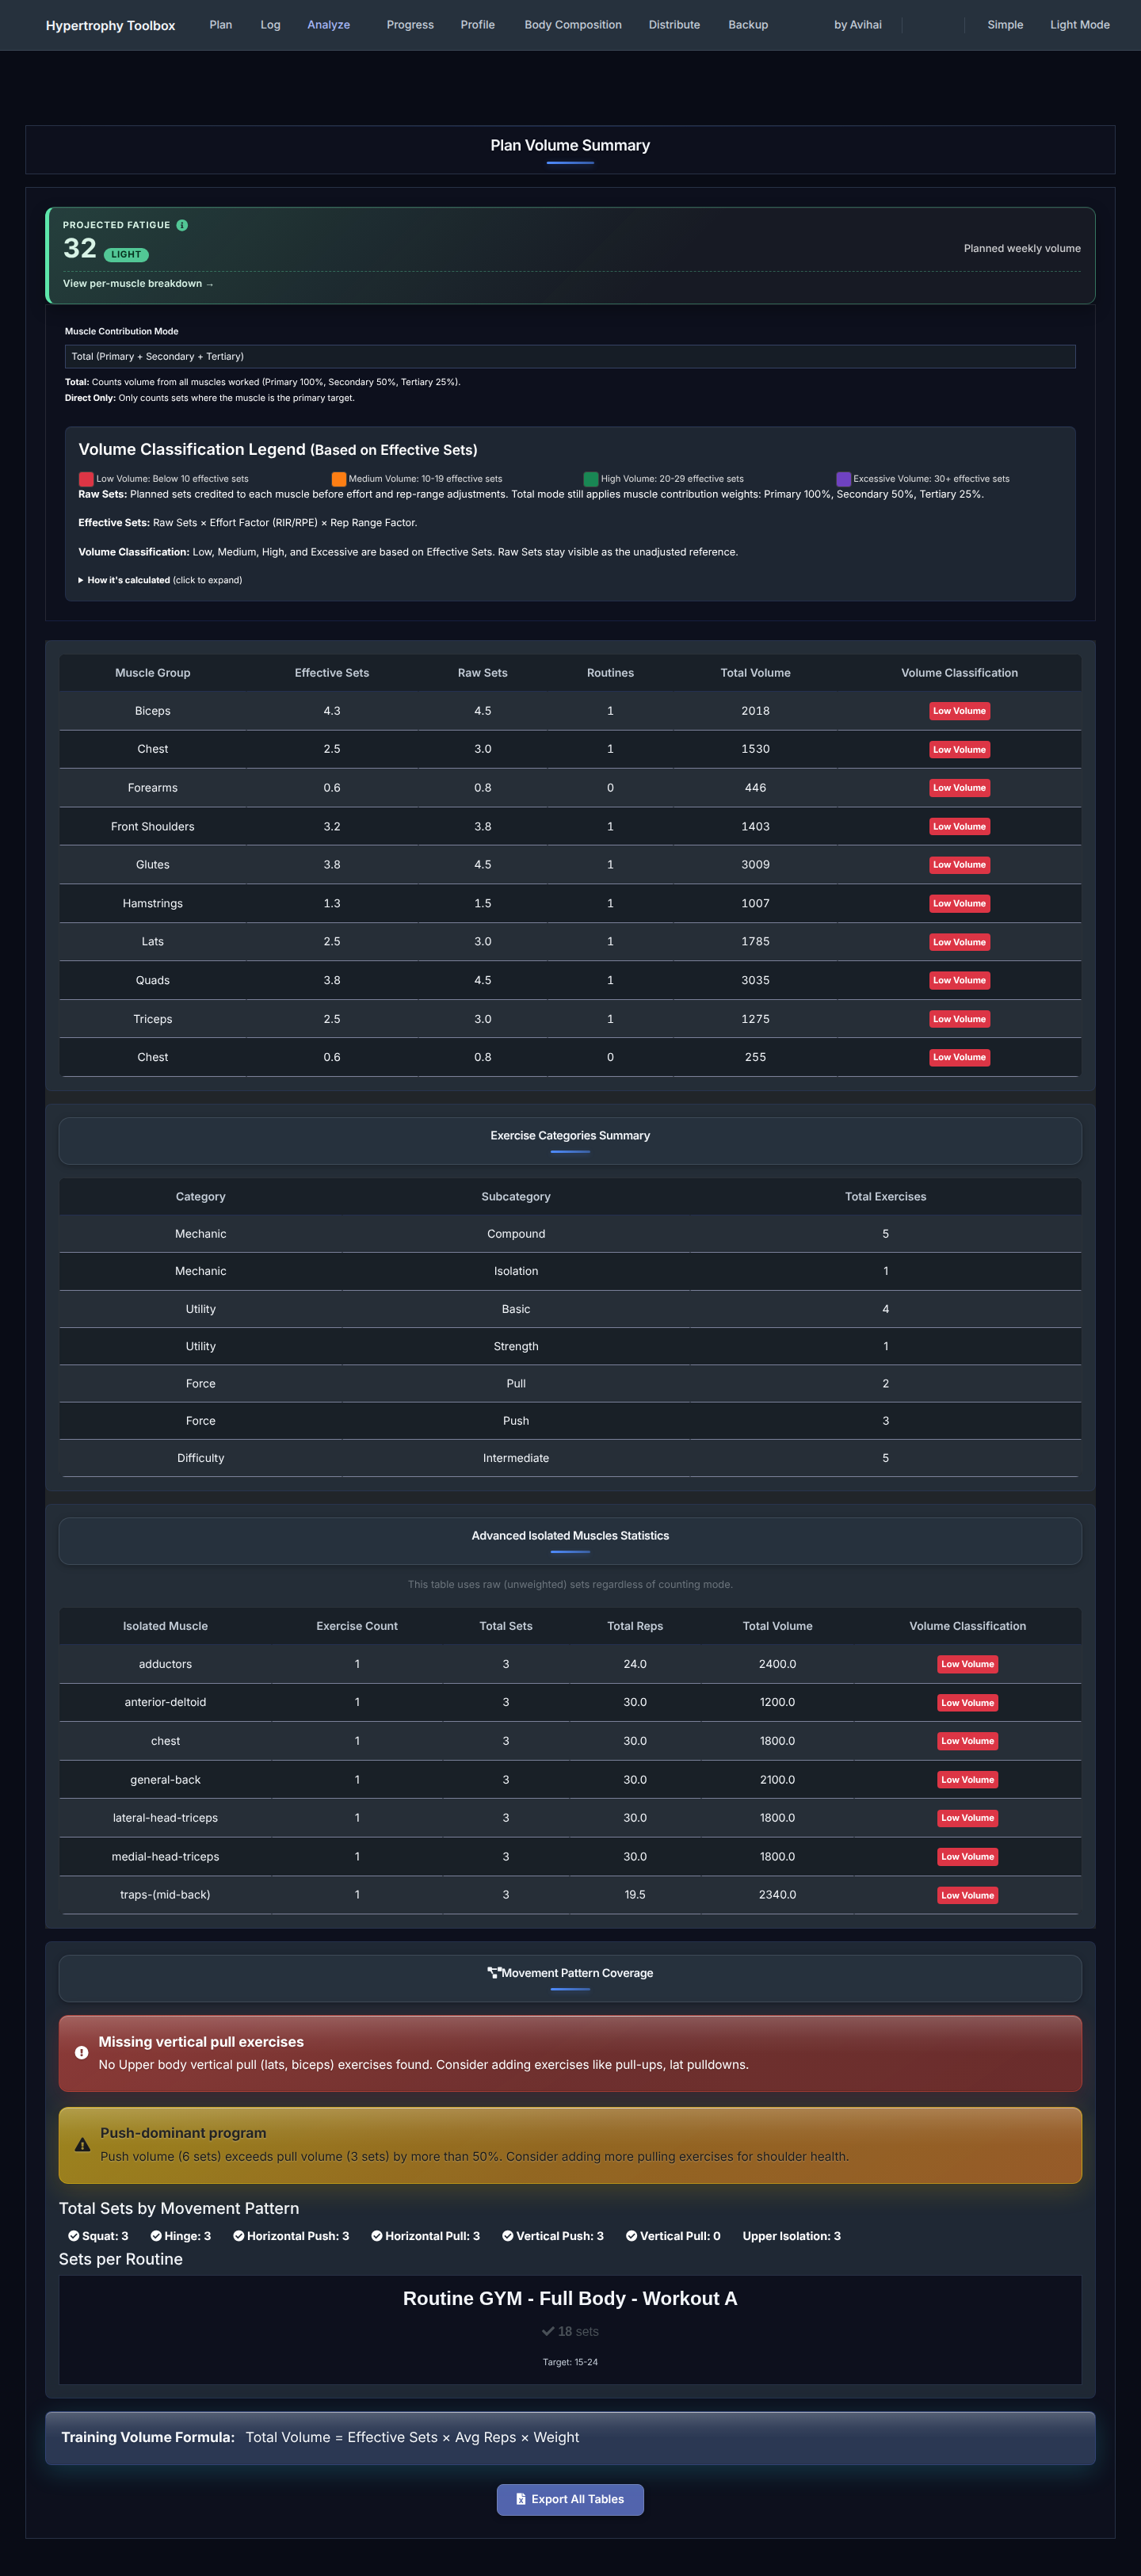 Hypertrophy Toolbox Plan Log Analyze Progress Profile Body Composition Distribute Backup by Avihai Simple Light Mode
Plan Volume Summary
PROJECTED FATIGUE
32 LIGHT
Planned weekly volume
View per-muscle breakdown →
Muscle Contribution Mode
Total (Primary + Secondary + Tertiary)
Total: Counts volume from all muscles worked (Primary 100%, Secondary 50%, Tertiary 25%).
Direct Only: Only counts sets where the muscle is the primary target.
Volume Classification Legend (Based on Effective Sets)
Low Volume: Below 10 effective sets Medium Volume: 10-19 effective sets High Volume: 20-29 effective sets Excessive Volume: 30+ effective sets
Raw Sets: Planned sets credited to each muscle before effort and rep-range adjustments. Total mode still applies muscle contribution weights: Primary 100%, Secondary 50%, Tertiary 25%.
Effective Sets: Raw Sets × Effort Factor (RIR/RPE) × Rep Range Factor.
Volume Classification: Low, Medium, High, and Excessive are based on Effective Sets. Raw Sets stay visible as the unadjusted reference.
How it's calculated (click to expand)
Muscle Group Effective Sets Raw Sets Routines Total Volume Volume Classification
Biceps 4.3 4.5 1 2018 Low Volume
Chest 2.5 3.0 1 1530 Low Volume
Forearms 0.6 0.8 0 446 Low Volume
Front Shoulders 3.2 3.8 1 1403 Low Volume
Glutes 3.8 4.5 1 3009 Low Volume
Hamstrings 1.3 1.5 1 1007 Low Volume
Lats 2.5 3.0 1 1785 Low Volume
Quads 3.8 4.5 1 3035 Low Volume
Triceps 2.5 3.0 1 1275 Low Volume
Chest 0.6 0.8 0 255 Low Volume
Exercise Categories Summary
Category Subcategory Total Exercises
Mechanic Compound 5
Mechanic Isolation 1
Utility Basic 4
Utility Strength 1
Force Pull 2
Force Push 3
Difficulty Intermediate 5
Advanced Isolated Muscles Statistics
This table uses raw (unweighted) sets regardless of counting mode.
Isolated Muscle Exercise Count Total Sets Total Reps Total Volume Volume Classification
adductors 1 3 24.0 2400.0 Low Volume
anterior-deltoid 1 3 30.0 1200.0 Low Volume
chest 1 3 30.0 1800.0 Low Volume
general-back 1 3 30.0 2100.0 Low Volume
lateral-head-triceps 1 3 30.0 1800.0 Low Volume
medial-head-triceps 1 3 30.0 1800.0 Low Volume
traps-(mid-back) 1 3 19.5 2340.0 Low Volume
Movement Pattern Coverage
Missing vertical pull exercises
No Upper body vertical pull (lats, biceps) exercises found. Consider adding exercises like pull-ups, lat pulldowns.
Push-dominant program
Push volume (6 sets) exceeds pull volume (3 sets) by more than 50%. Consider adding more pulling exercises for shoulder health.
Total Sets by Movement Pattern
Squat: 3 Hinge: 3 Horizontal Push: 3 Horizontal Pull: 3 Vertical Push: 3 Vertical Pull: 0 Upper Isolation: 3
Sets per Routine
Routine GYM - Full Body - Workout A
18 sets
Target: 15-24
Training Volume Formula: Total Volume = Effective Sets × Avg Reps × Weight
Export All Tables